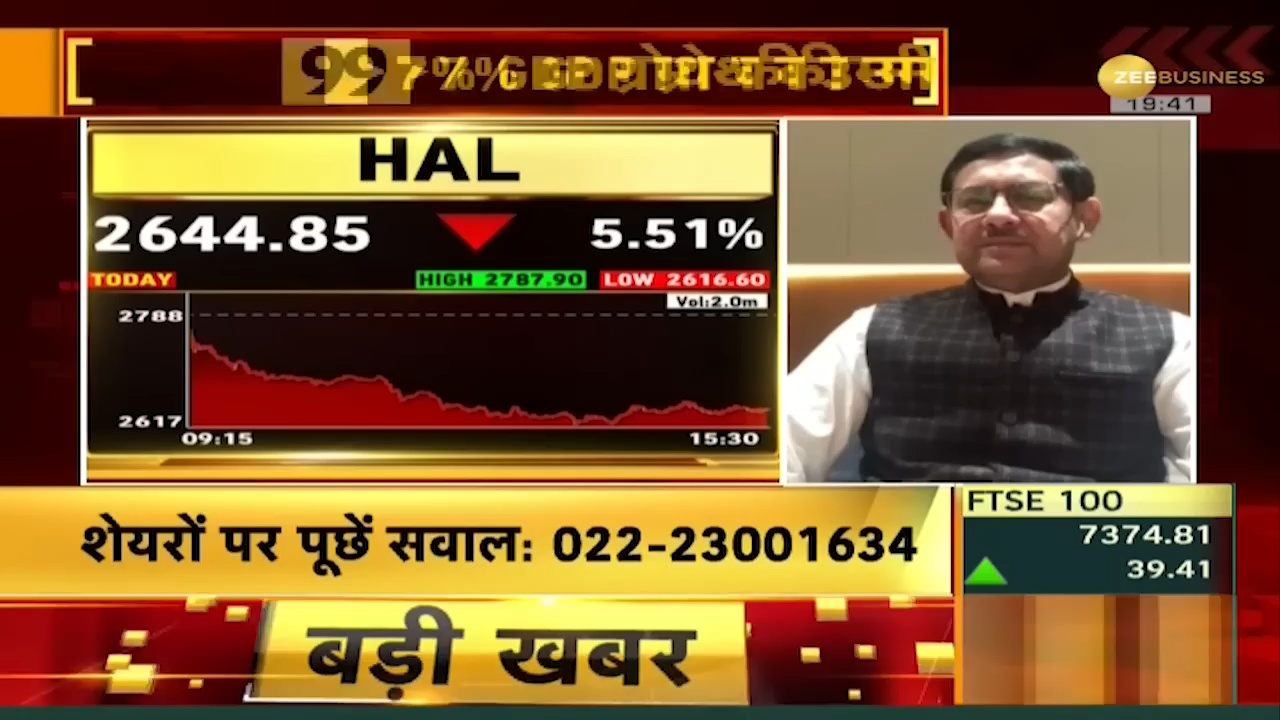 ZEEBUSINESS
19:41
HAL
2644.85 5.51%
TODAY HIGH 2787.90 LOW 2616.60
Vol:2.0m
2788
2617
09:15 15:30
शेयरों पर पूछें सवाल: 022-23001634
FTSE 100
7374.81
39.41
बड़ी खबर